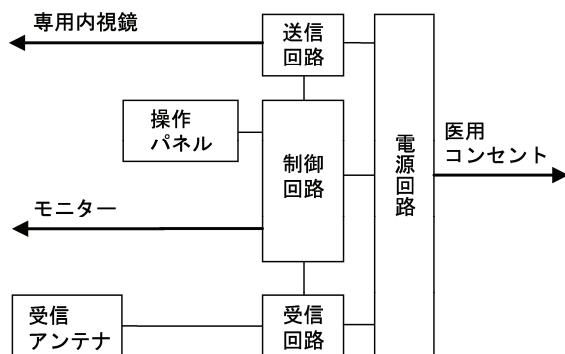 専用内視鏡
送信
回路
操作
パネル
制御
回路
電源回路
医用
コンセント
モニター
受信
アンテナ
受信
回路